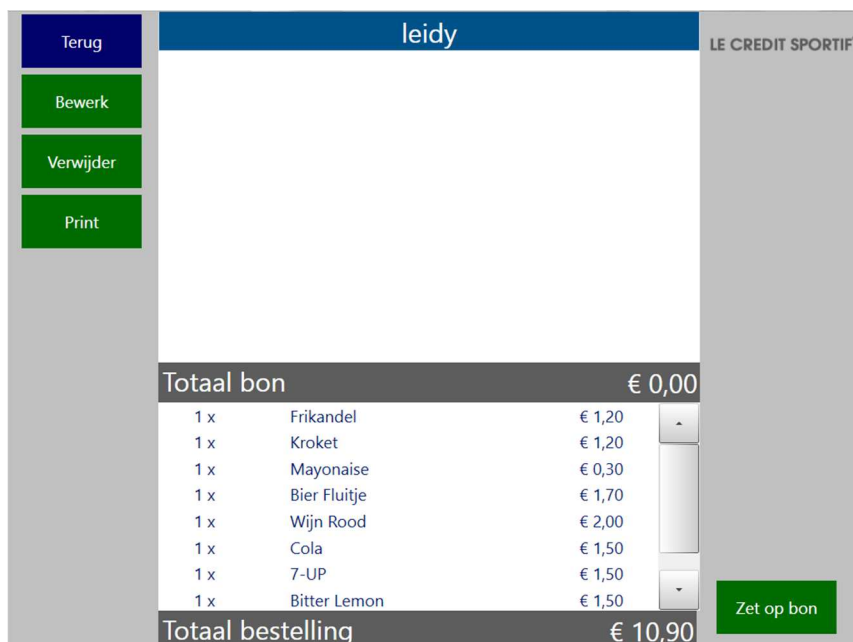 leidy
LE CREDIT SPORTIF
Terug
Bewerk
Verwijder
Print
Totaal bon € 0,00
1 x Frikandel € 1,20
1 x Kroket € 1,20
1 x Mayonaise € 0,30
1 x Bier Fluitje € 1,70
1 x Wijn Rood € 2,00
1 x Cola € 1,50
1 x 7-UP € 1,50
1 x Bitter Lemon € 1,50
Zet op bon
Totaal bestelling € 10,90